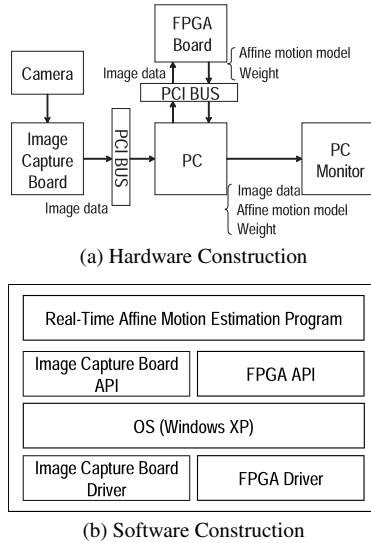 FPGA
Board
Affine motion model
Weight
Image data
PCI BUS
Camera
Image
Capture
Board
PCI BUS
Image data
PC
PC
Monitor
Image data
Affine motion model
Weight
(a) Hardware Construction
Real-Time Affine Motion Estimation Program
Image Capture Board
API
FPGA API
OS (Windows XP)
Image Capture Board
Driver
FPGA Driver
(b) Software Construction